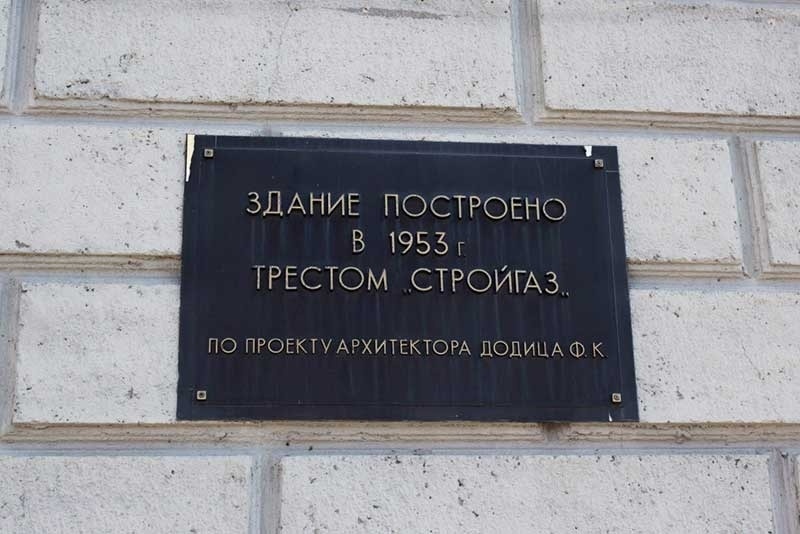 ЗДАНИЕ ПОСТРОЕНО
В 1953 г.
ТРЕСТОМ „СТРОЙГАЗ„
ПО ПРОЕКТУ АРХИТЕКТОРА ДОДИЦА Ф. К.